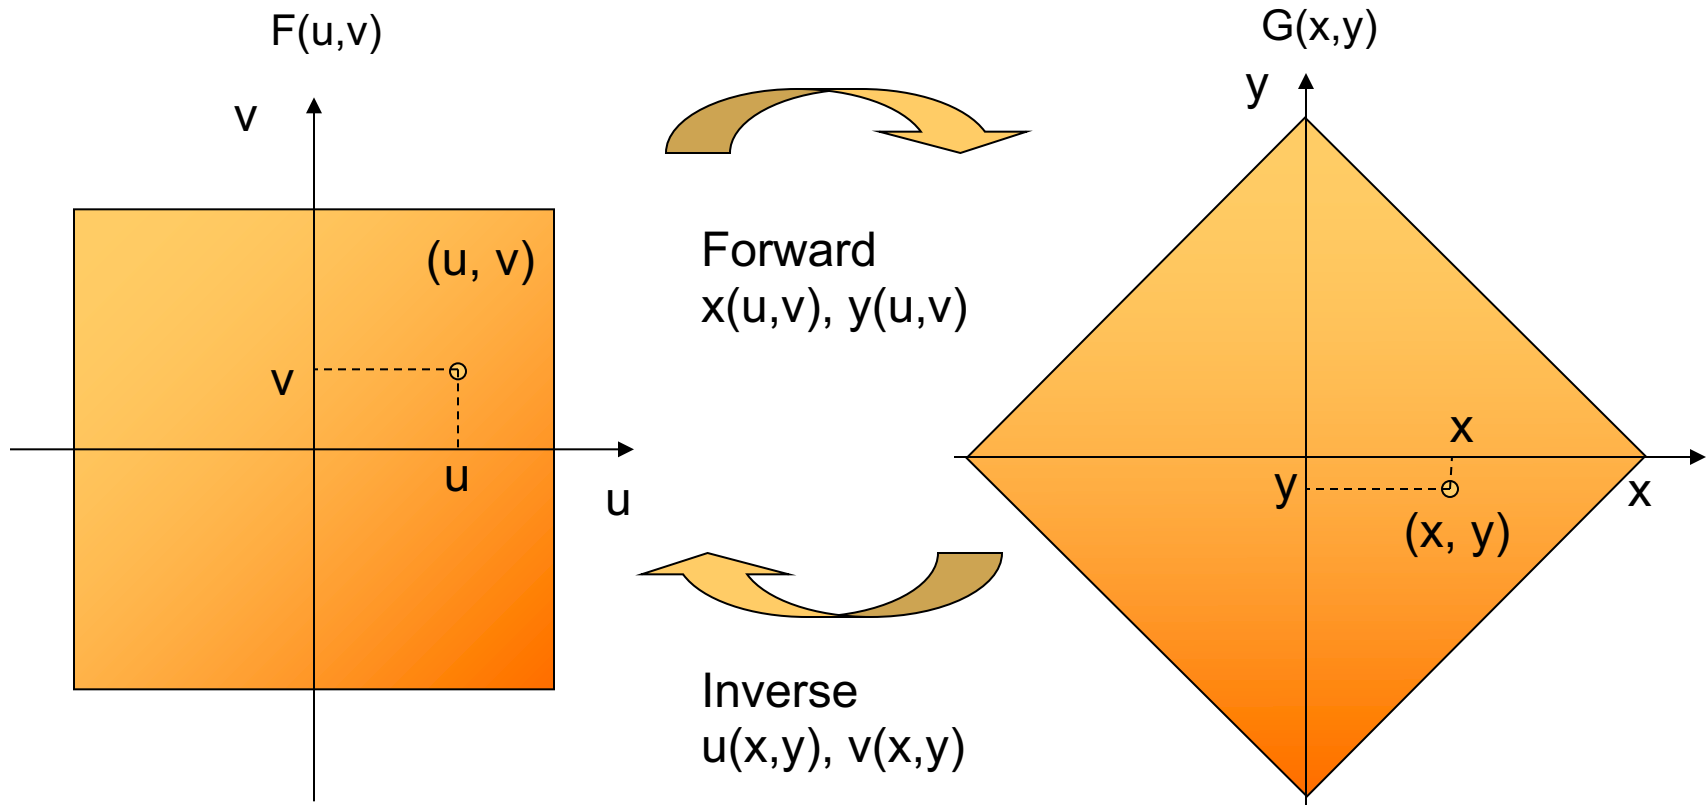 F(u,v)
v
(u, v)
v
u
u
Forward
x(u,v), y(u,v)
Inverse
u(x,y), v(x,y)
G(x,y)
y
x
y
x
(x, y)